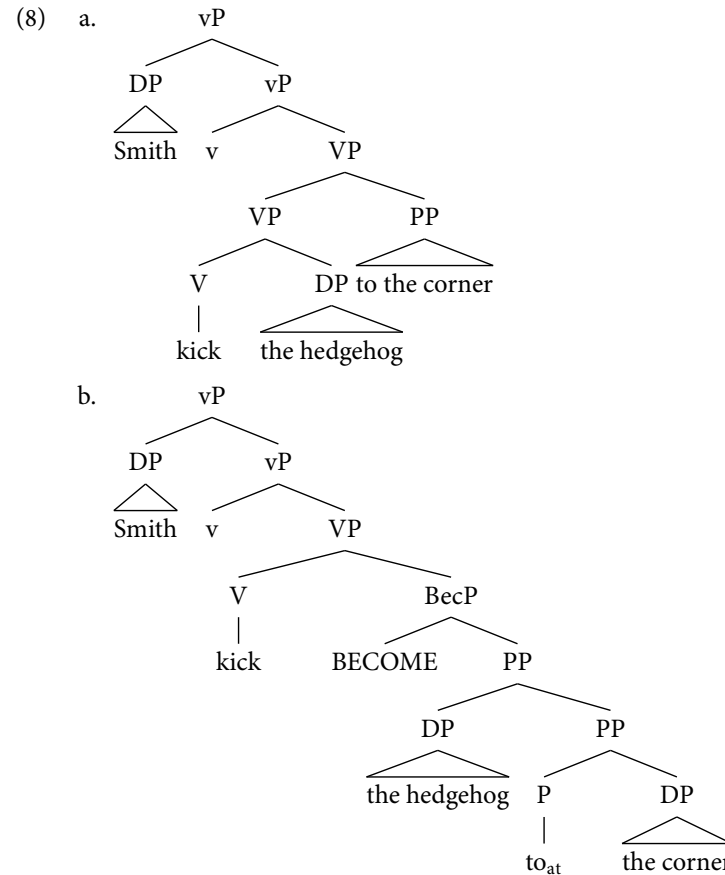 (8) a. vP
DP vP
Smith v VP
VP PP
V DP to the corner
kick the hedgehog
b. vP
DP vP
Smith v VP
V BecP
kick BECOME PP
DP PP
the hedgehog P DP
to_at the corner